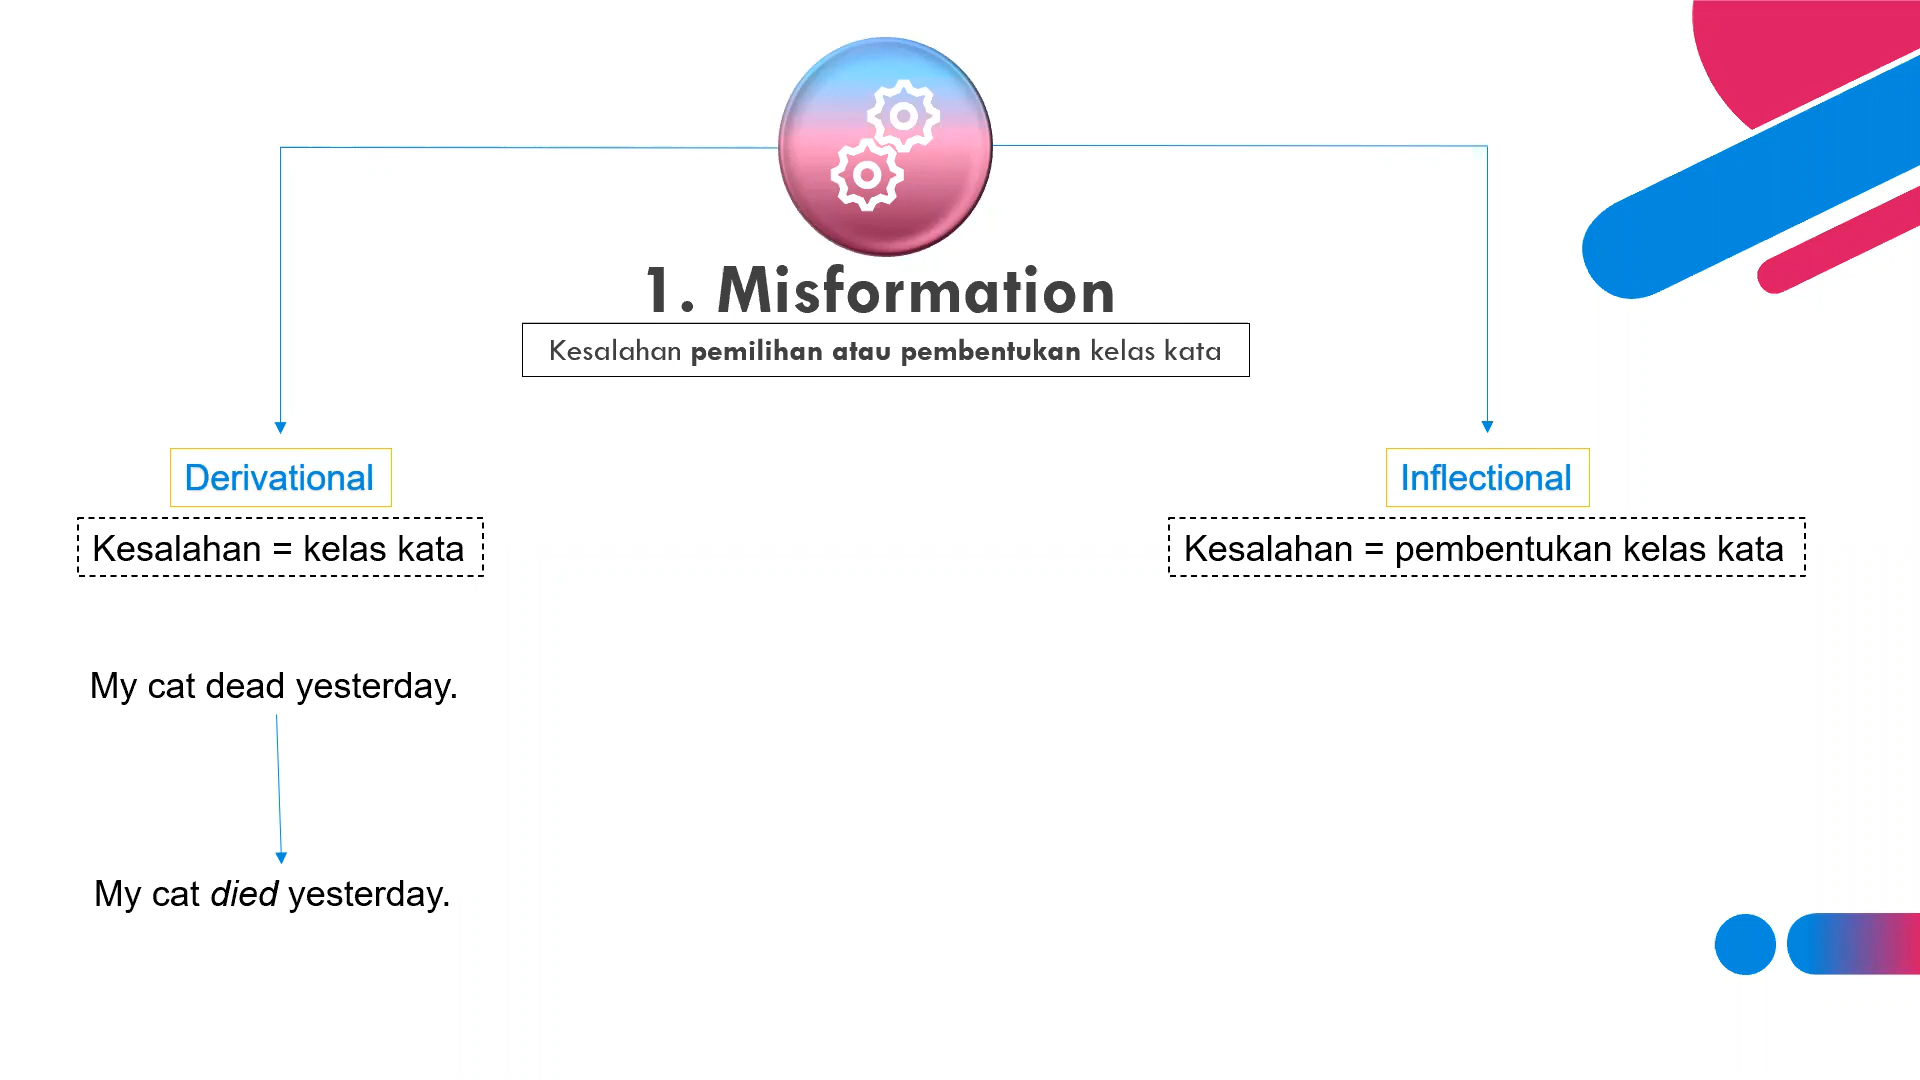 1. Misformation
Kesalahan pemilihan atau pembentukan kelas kata
Derivational
Kesalahan = kelas kata
My cat dead yesterday.
My cat died yesterday.
Inflectional
Kesalahan = pembentukan kelas kata